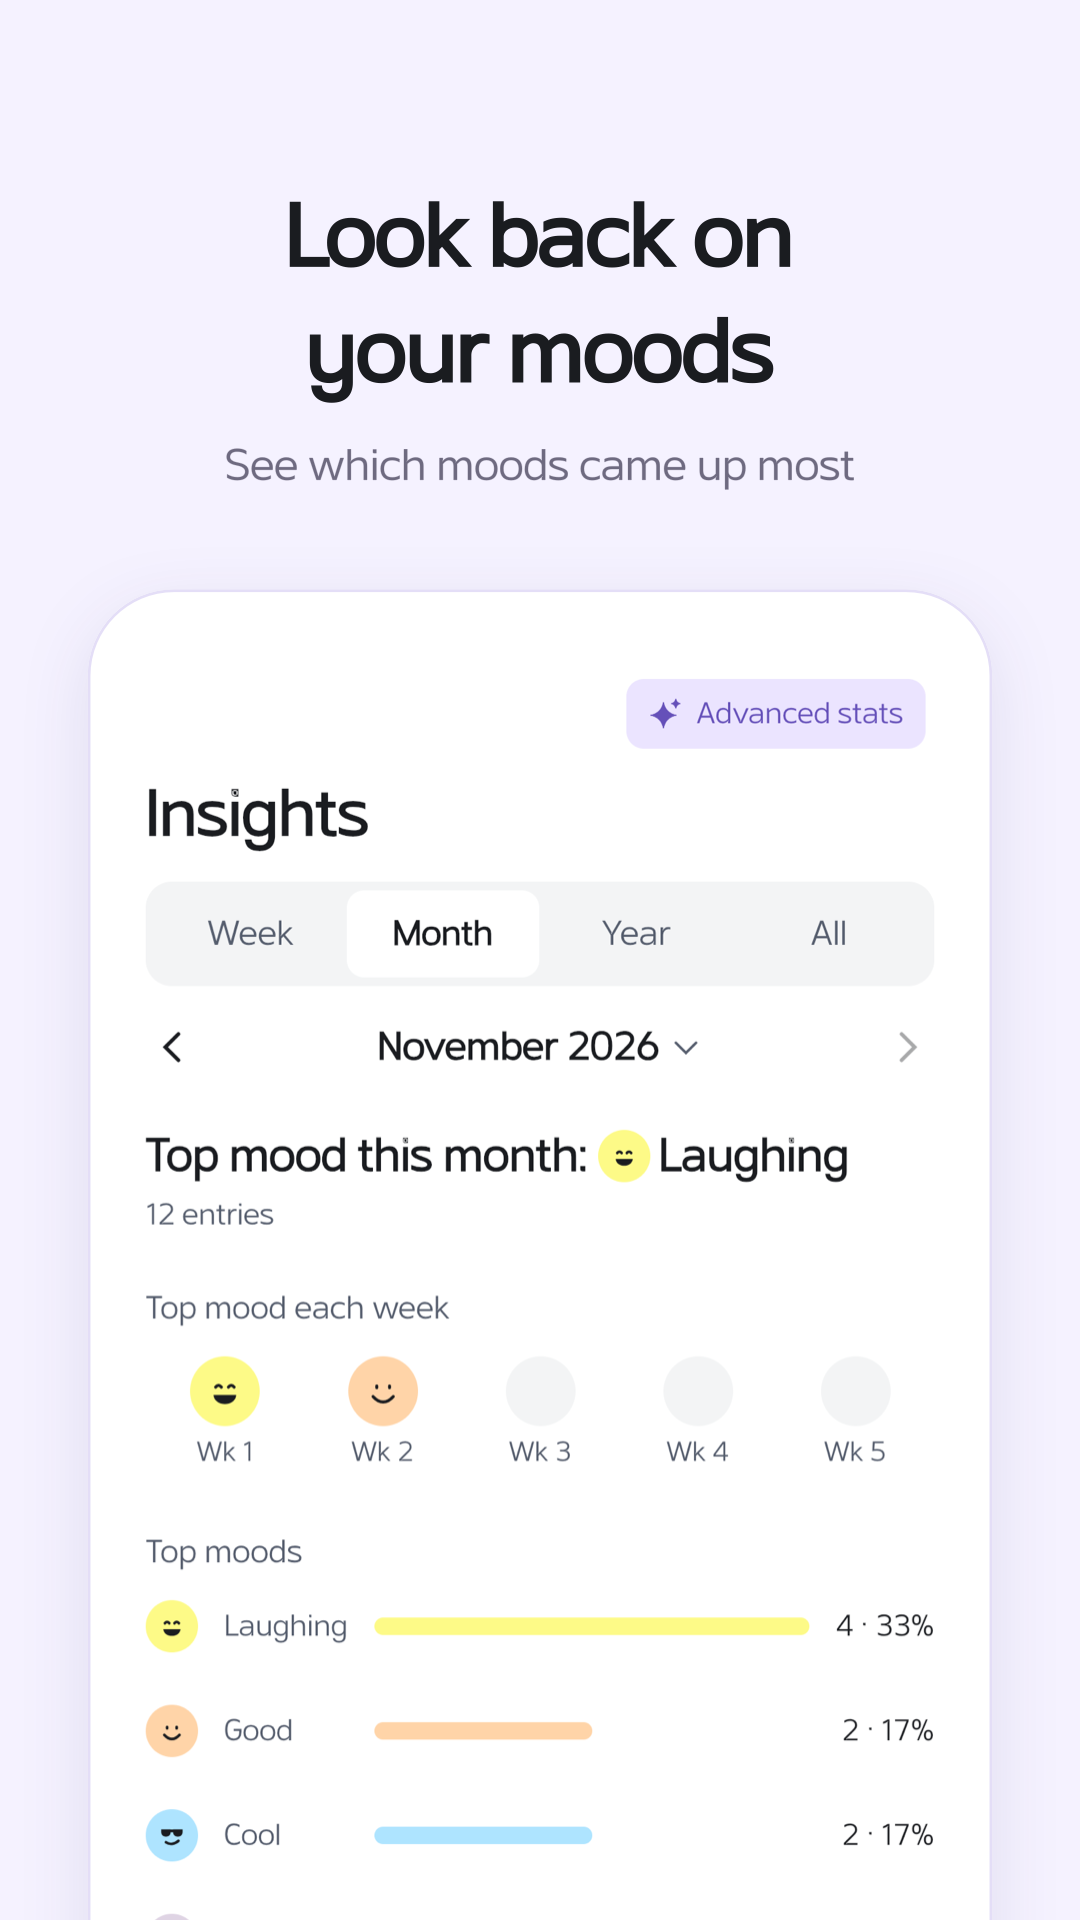 Look back on
your moods
See which moods came up most
Advanced stats
Insights
Week Month Year All
November 2026
Top mood this month: Laughing
12 entries
Top mood each week
Wk 1 Wk 2 Wk 3 Wk 4 Wk 5
Top moods
Laughing 4 · 33%
Good 2 · 17%
Cool 2 · 17%